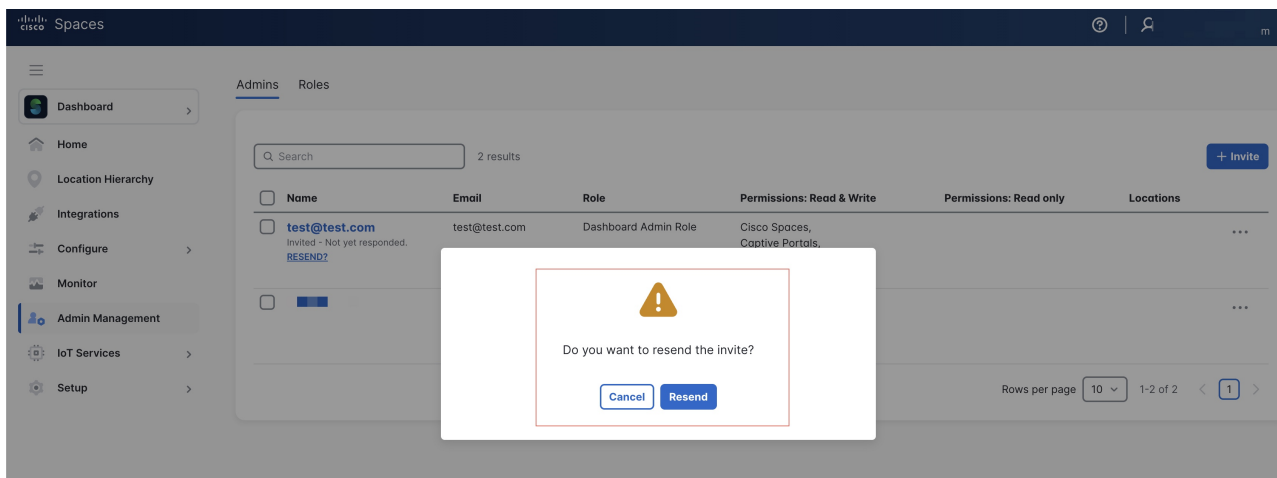 cisco Spaces
m
Dashboard
Home
Location Hierarchy
Integrations
Configure
Monitor
Admin Management
IoT Services
Setup
Admins Roles
Search 2 results + Invite
Name Email Role Permissions: Read & Write Permissions: Read only Locations
test@test.com test@test.com Dashboard Admin Role Cisco Spaces,
Invited - Not yet responded. Captive Portals,
RESEND?
Do you want to resend the invite?
Cancel Resend
Rows per page 10 1-2 of 2 1